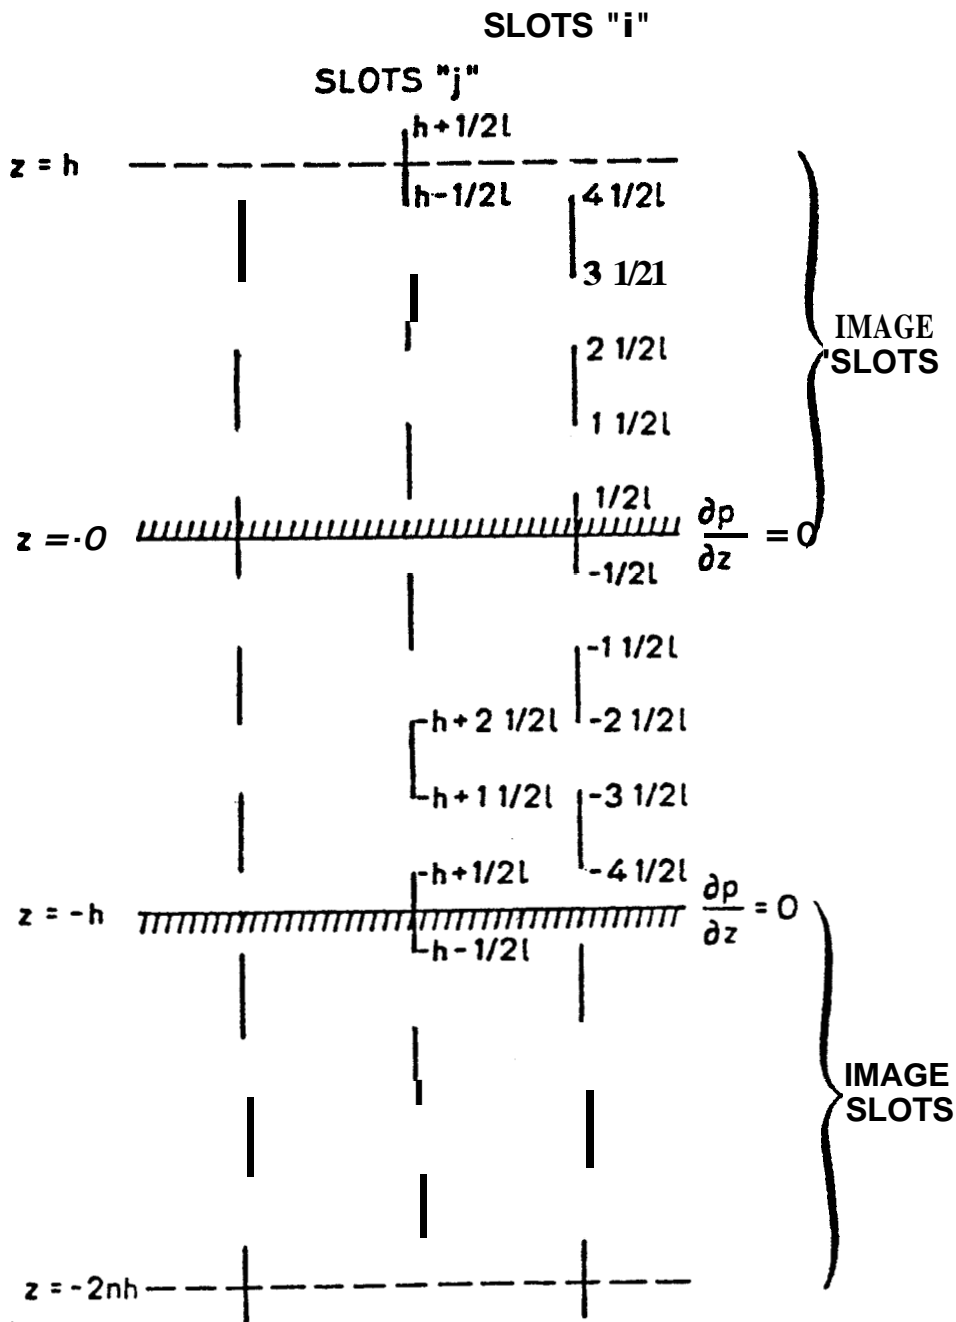 SLOTS "i"
SLOTS "j"
h+1/2l
z = h
h-1/2l
4 1/2l
3 1/21
IMAGE
'SLOTS
2 1/2l
1 1/2l
1/2l
z =·0
∂p/∂z = 0
-1/2l
-1 1/2l
-h+2 1/2l
-2 1/2l
-h+1 1/2l
-3 1/2l
-h+1/2l
-4 1/2l
z = -h
∂p/∂z = 0
-h-1/2l
IMAGE
SLOTS
z = -2nh